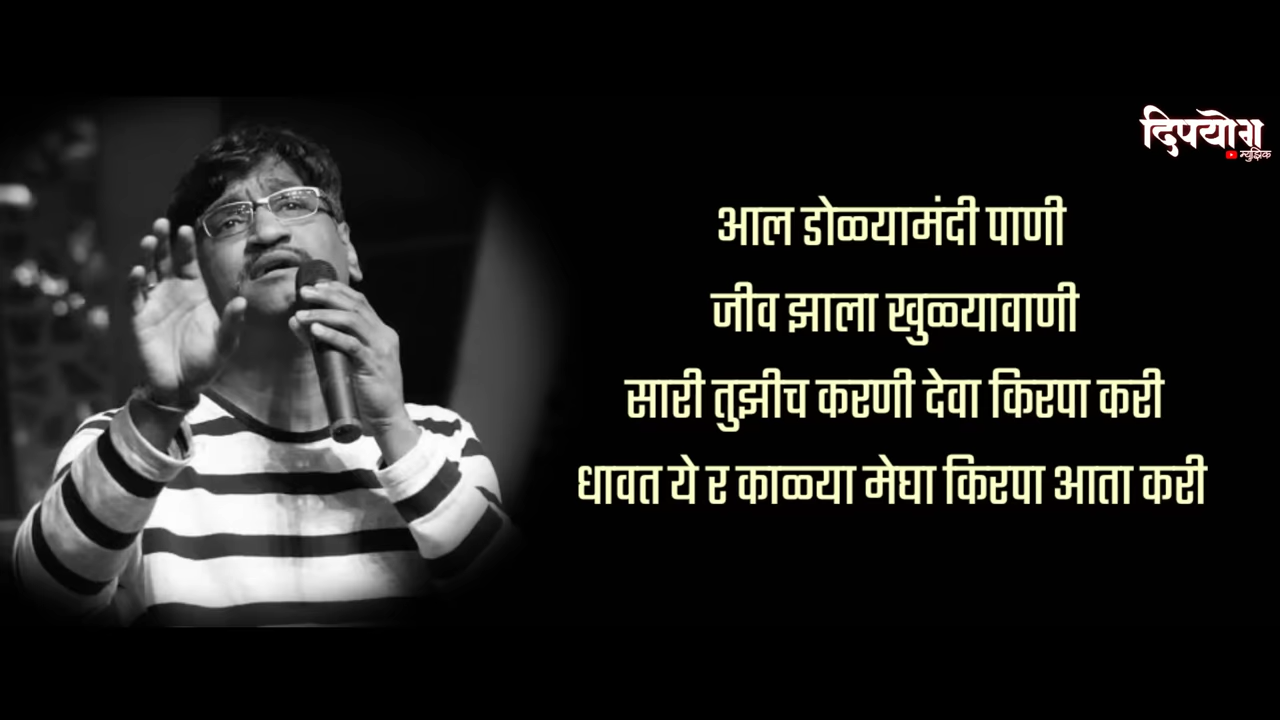 दिपयोग
म्युझिक
आल डोळ्यामंदी पाणी
जीव झाला खुळ्यावाणी
सारी तुझीच करणी देवा किरपा करी
धावत ये र काळ्या मेघा किरपा आता करी